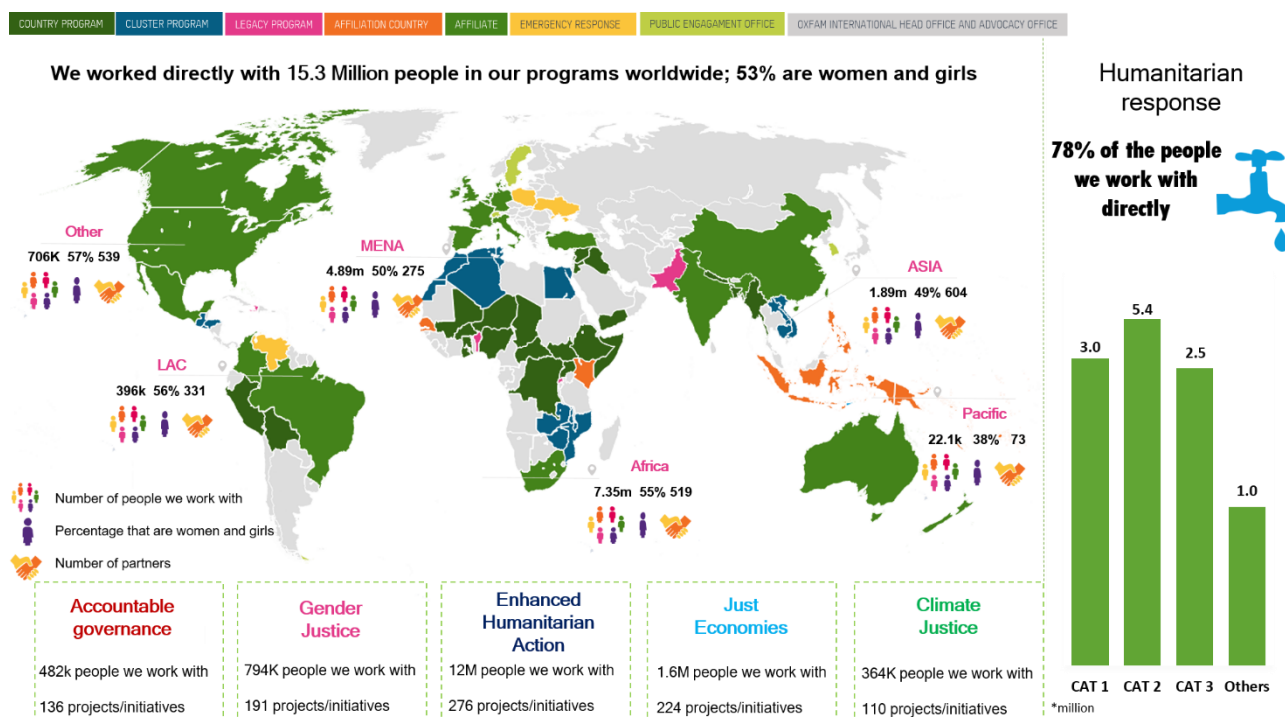 COUNTRY PROGRAM
CLUSTER PROGRAM
LEGACY PROGRAM
AFFILIATION COUNTRY
AFFILIATE
EMERGENCY RESPONSE
PUBLIC ENGAGAMENT OFFICE
OXFAM INTERNATIONAL HEAD OFFICE AND ADVOCACY OFFICE
We worked directly with 15.3 Million people in our programs worldwide; 53% are women and girls
Other
706K 57% 539
MENA
4.89m 50% 275
ASIA
1.89m 49% 604
LAC
396k 56% 331
Pacific
22.1k 38% 73
Africa
7.35m 55% 519
Number of people we work with
Percentage that are women and girls
Number of partners
Accountable
governance
482k people we work with
136 projects/initiatives
Gender
Justice
794K people we work with
191 projects/initiatives
Enhanced
Humanitarian
Action
12M people we work with
276 projects/initiatives
Just
Economies
1.6M people we work with
224 projects/initiatives
Climate
Justice
364K people we work with
110 projects/initiatives
Humanitarian
response
78% of the people
we work with
directly
3.0
5.4
2.5
1.0
CAT 1 CAT 2 CAT 3 Others
*million